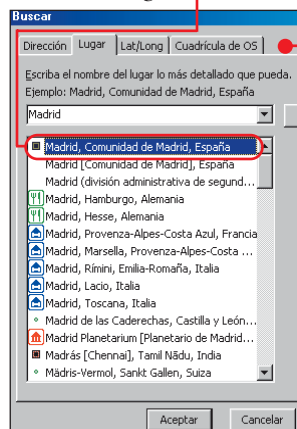 Buscar
Dirección Lugar Lat/Long Cuadrícula de OS
Escriba el nombre del lugar lo más detallado que pueda.
Ejemplo: Madrid, Comunidad de Madrid, España
Madrid
Madrid, Comunidad de Madrid, España
Madrid [Comunidad de Madrid], España
Madrid (división administrativa de segund...
Madrid, Hamburgo, Alemania
Madrid, Hesse, Alemania
Madrid, Provenza-Alpes-Costa Azul, Francia
Madrid, Marsella, Provenza-Alpes-Costa ...
Madrid, Rímini, Emilia-Romaña, Italia
Madrid, Lacio, Italia
Madrid, Toscana, Italia
Madrid de las Caderechas, Castilla y León...
Madrid Planetarium [Planetario de Madrid...
Madrás [Chennai], Tamil Nãdu, India
Mädris-Vermol, Sankt Gallen, Suiza
Aceptar Cancelar